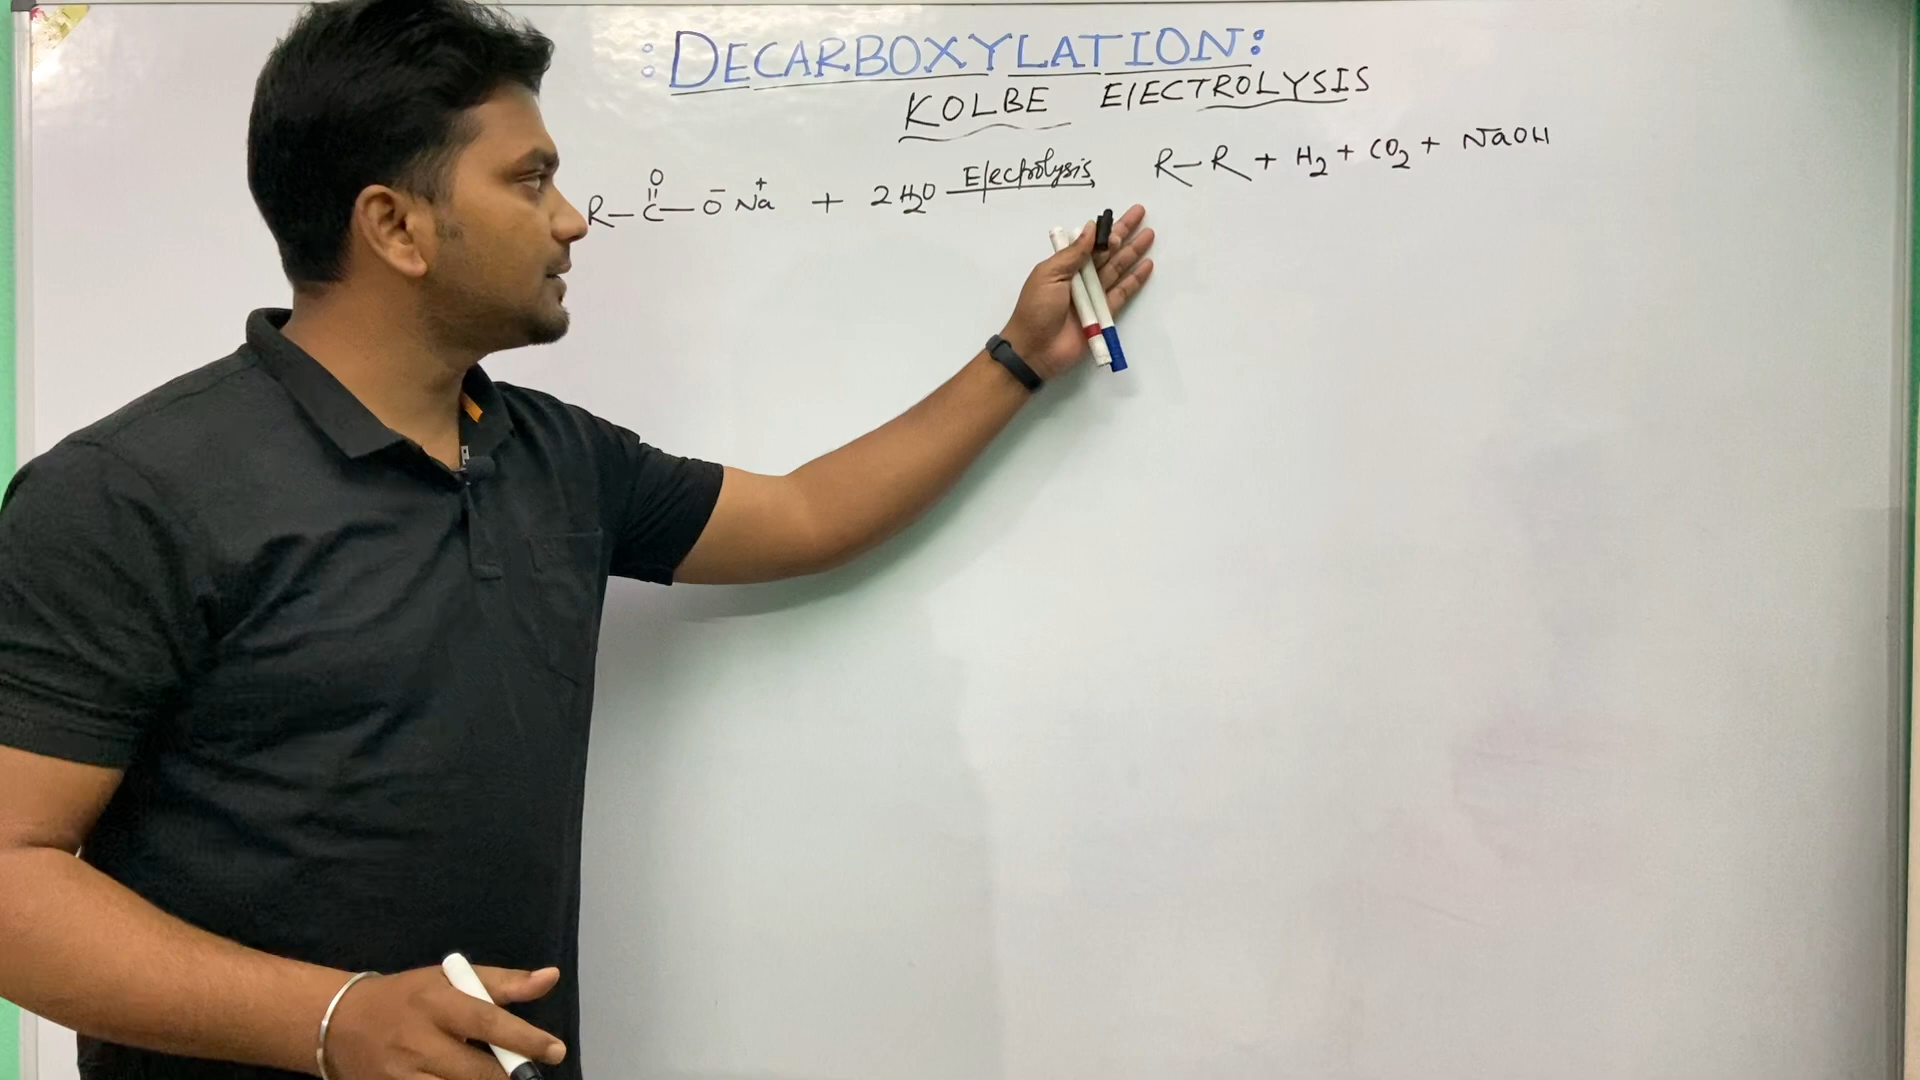 : DECARBOXYLATION:
KOLBE ElECTROLYSIS
R-C(=O)-O⁻ Na⁺ + 2H₂O Electrolysis→ R-R + H₂ + CO₂ + NaOH